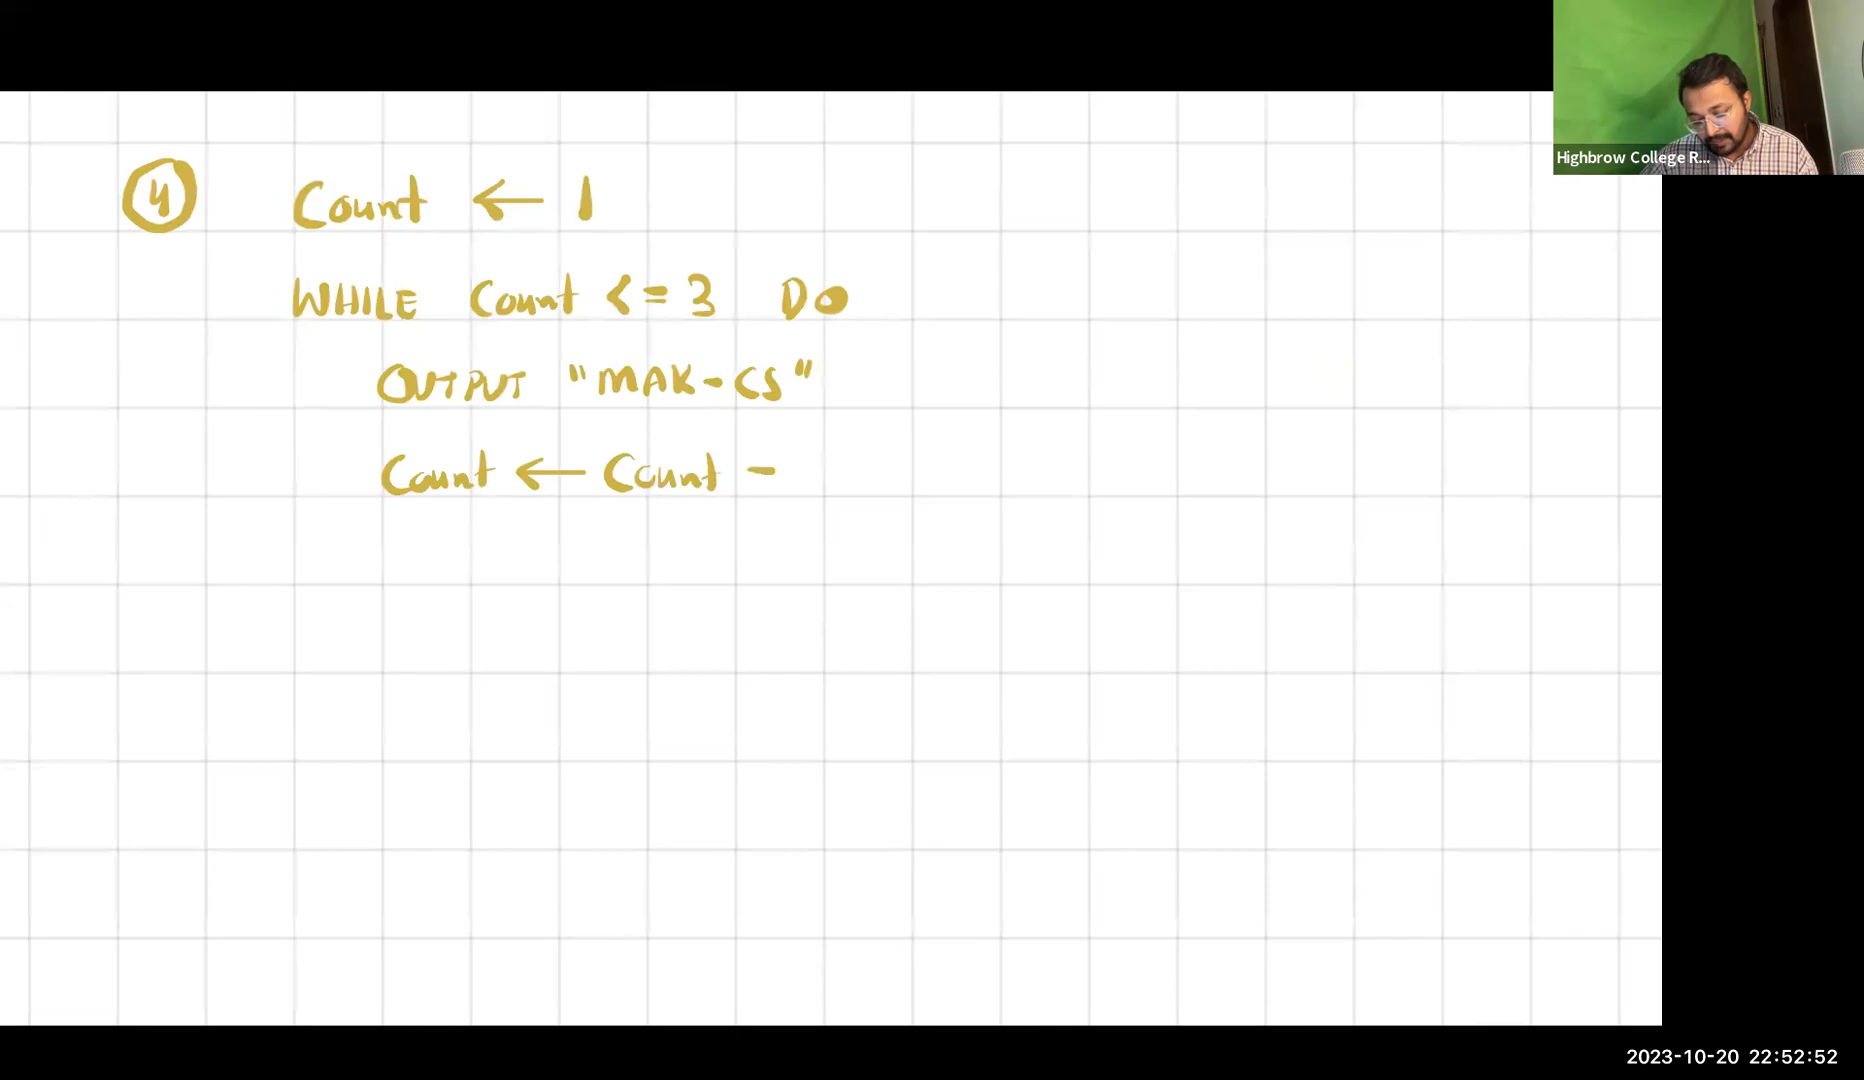 Highbrow College R...
4 Count ← 1
WHILE Count <= 3 DO
OUTPUT "MAK-CS"
Count ← Count -
2023-10-20 22:52:52